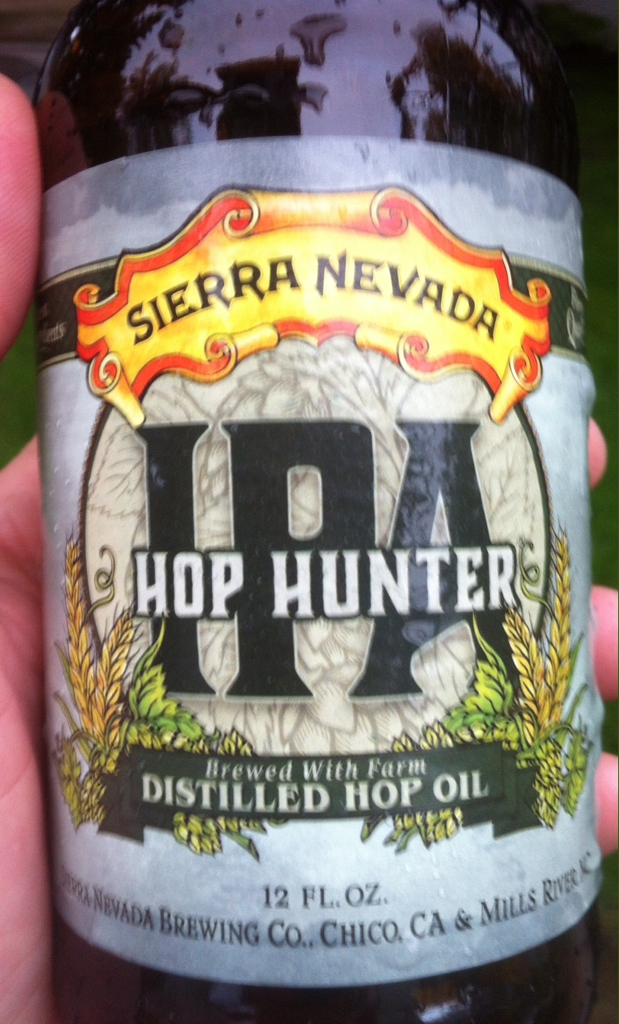 SIERRA NEVADA
IPA
HOP HUNTER
Brewed With Farm
DISTILLED HOP OIL
12 FL. OZ.
SIERRA NEVADA BREWING CO., CHICO, CA & MILLS RIVER, NC